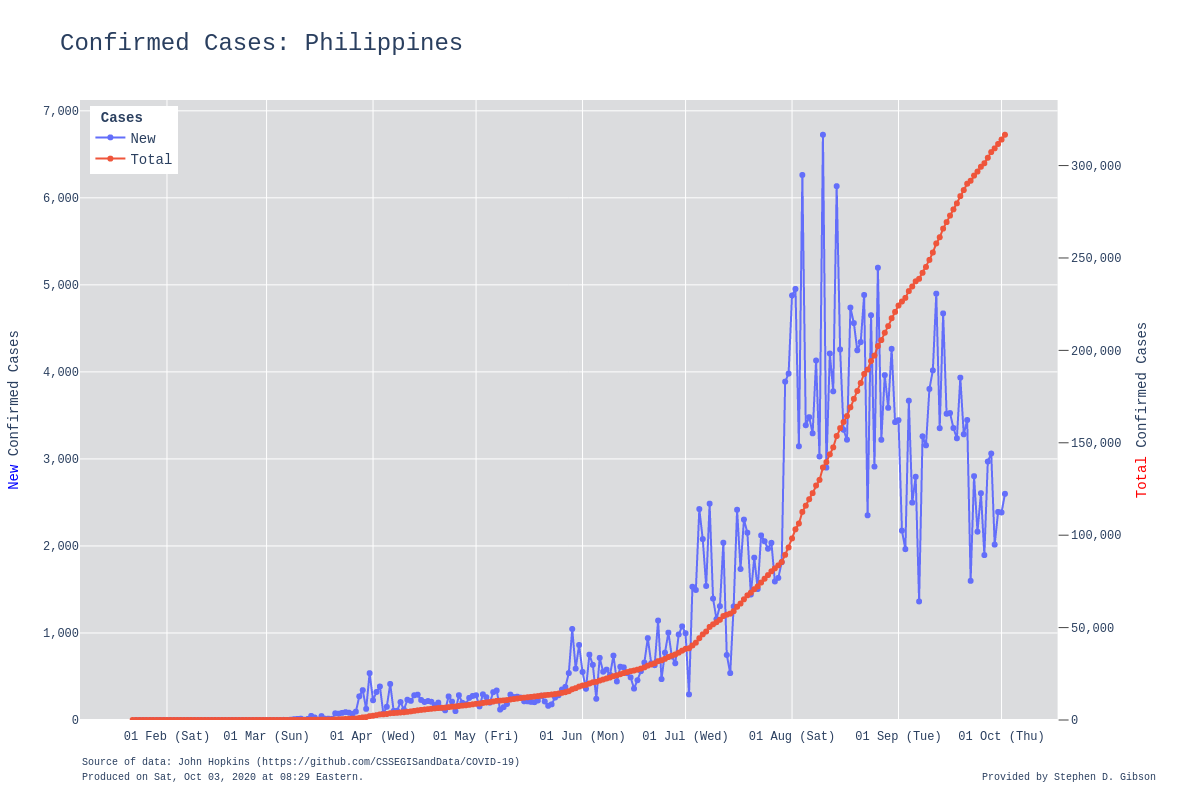 Confirmed Cases: Philippines
Cases
New
Total
7,000
6,000
5,000
4,000
3,000
2,000
1,000
0
New Confirmed Cases
300,000
250,000
200,000
150,000
100,000
50,000
0
Total Confirmed Cases
01 Feb (Sat) 01 Mar (Sun) 01 Apr (Wed) 01 May (Fri) 01 Jun (Mon) 01 Jul (Wed) 01 Aug (Sat) 01 Sep (Tue) 01 Oct (Thu)
Source of data: John Hopkins (https://github.com/CSSEGISandData/COVID-19)
Produced on Sat, Oct 03, 2020 at 08:29 Eastern.
Provided by Stephen D. Gibson